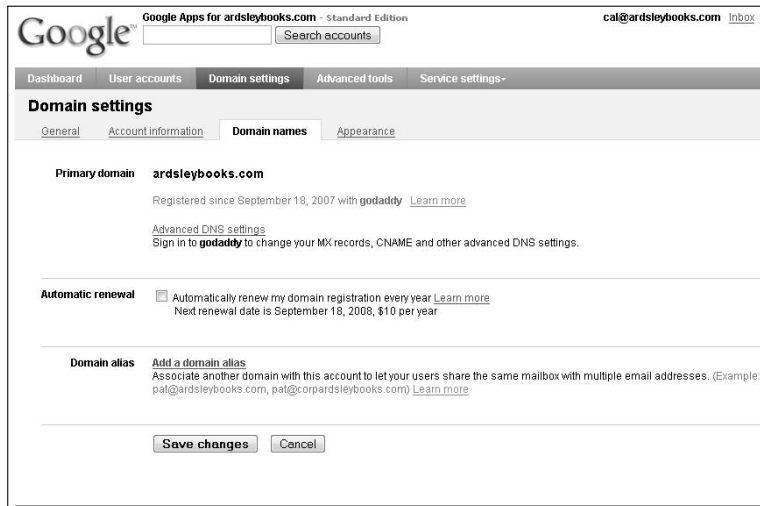 Google™
Google Apps for ardsleybooks.com - Standard Edition
cal@ardsleybooks.com Inbox
Search accounts
Dashboard User accounts Domain settings Advanced tools Service settings
Domain settings
General Account information Domain names Appearance
Primary domain ardsleybooks.com
Registered since September 18, 2007 with godaddy Learn more
Advanced DNS settings
Sign in to godaddy to change your MX records, CNAME and other advanced DNS settings.
Automatic renewal Automatically renew my domain registration every year Learn more
Next renewal date is September 18, 2008, $10 per year
Domain alias Add a domain alias
Associate another domain with this account to let your users share the same mailbox with multiple email addresses. (Example:
pat@ardsleybooks.com, pat@corpardsleybooks.com) Learn more
Save changes Cancel